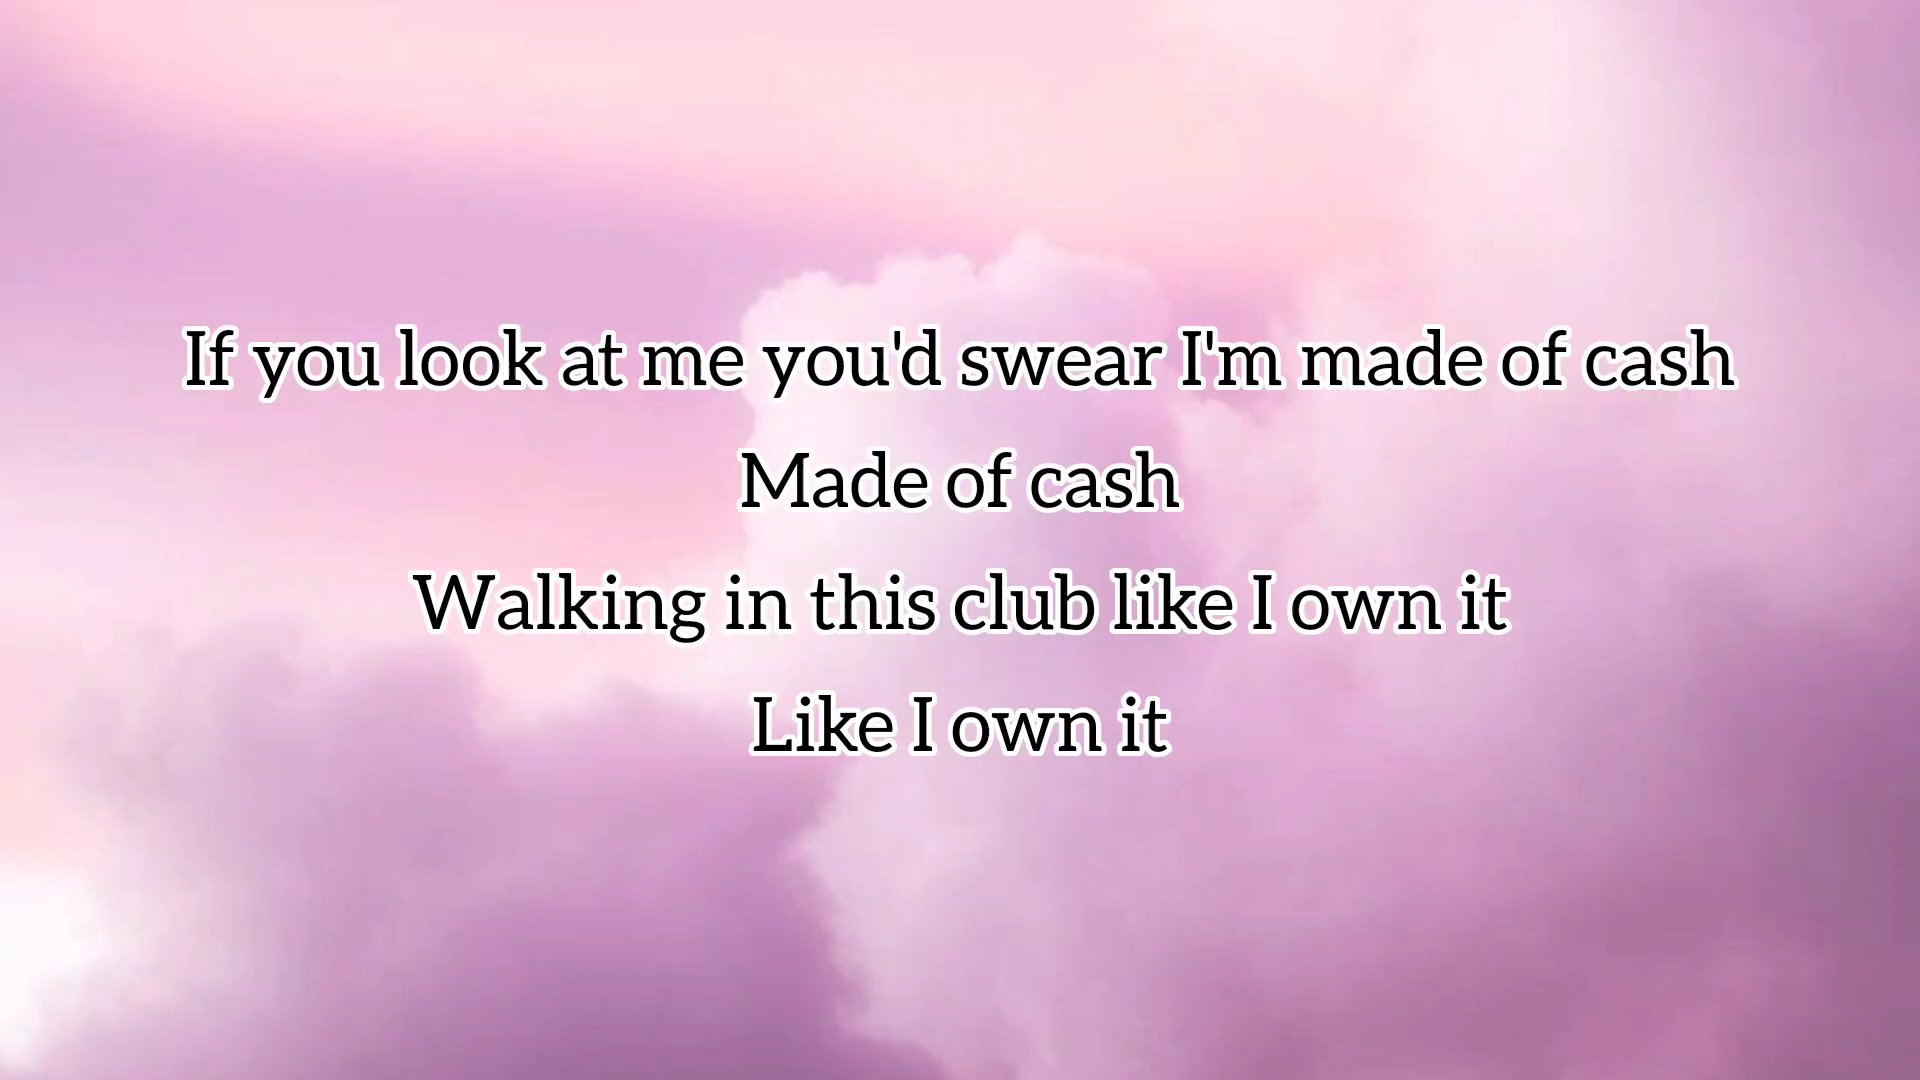 If you look at me you'd swear I'm made of cash
Made of cash
Walking in this club like I own it
Like I own it